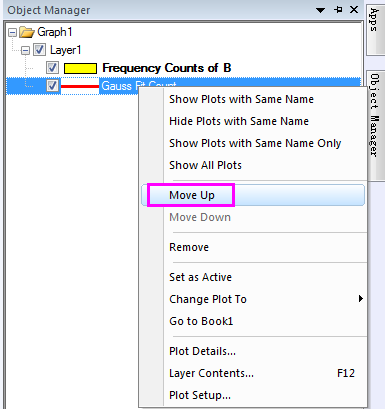 Object Manager
Graph1
Layer1
Frequency Counts of B
Gauss Fit Count
Show Plots with Same Name
Hide Plots with Same Name
Show Plots with Same Name Only
Show All Plots
Move Up
Move Down
Remove
Set as Active
Change Plot To
Go to Book1
Plot Details...
Layer Contents... F12
Plot Setup...
Apps
Object Manager